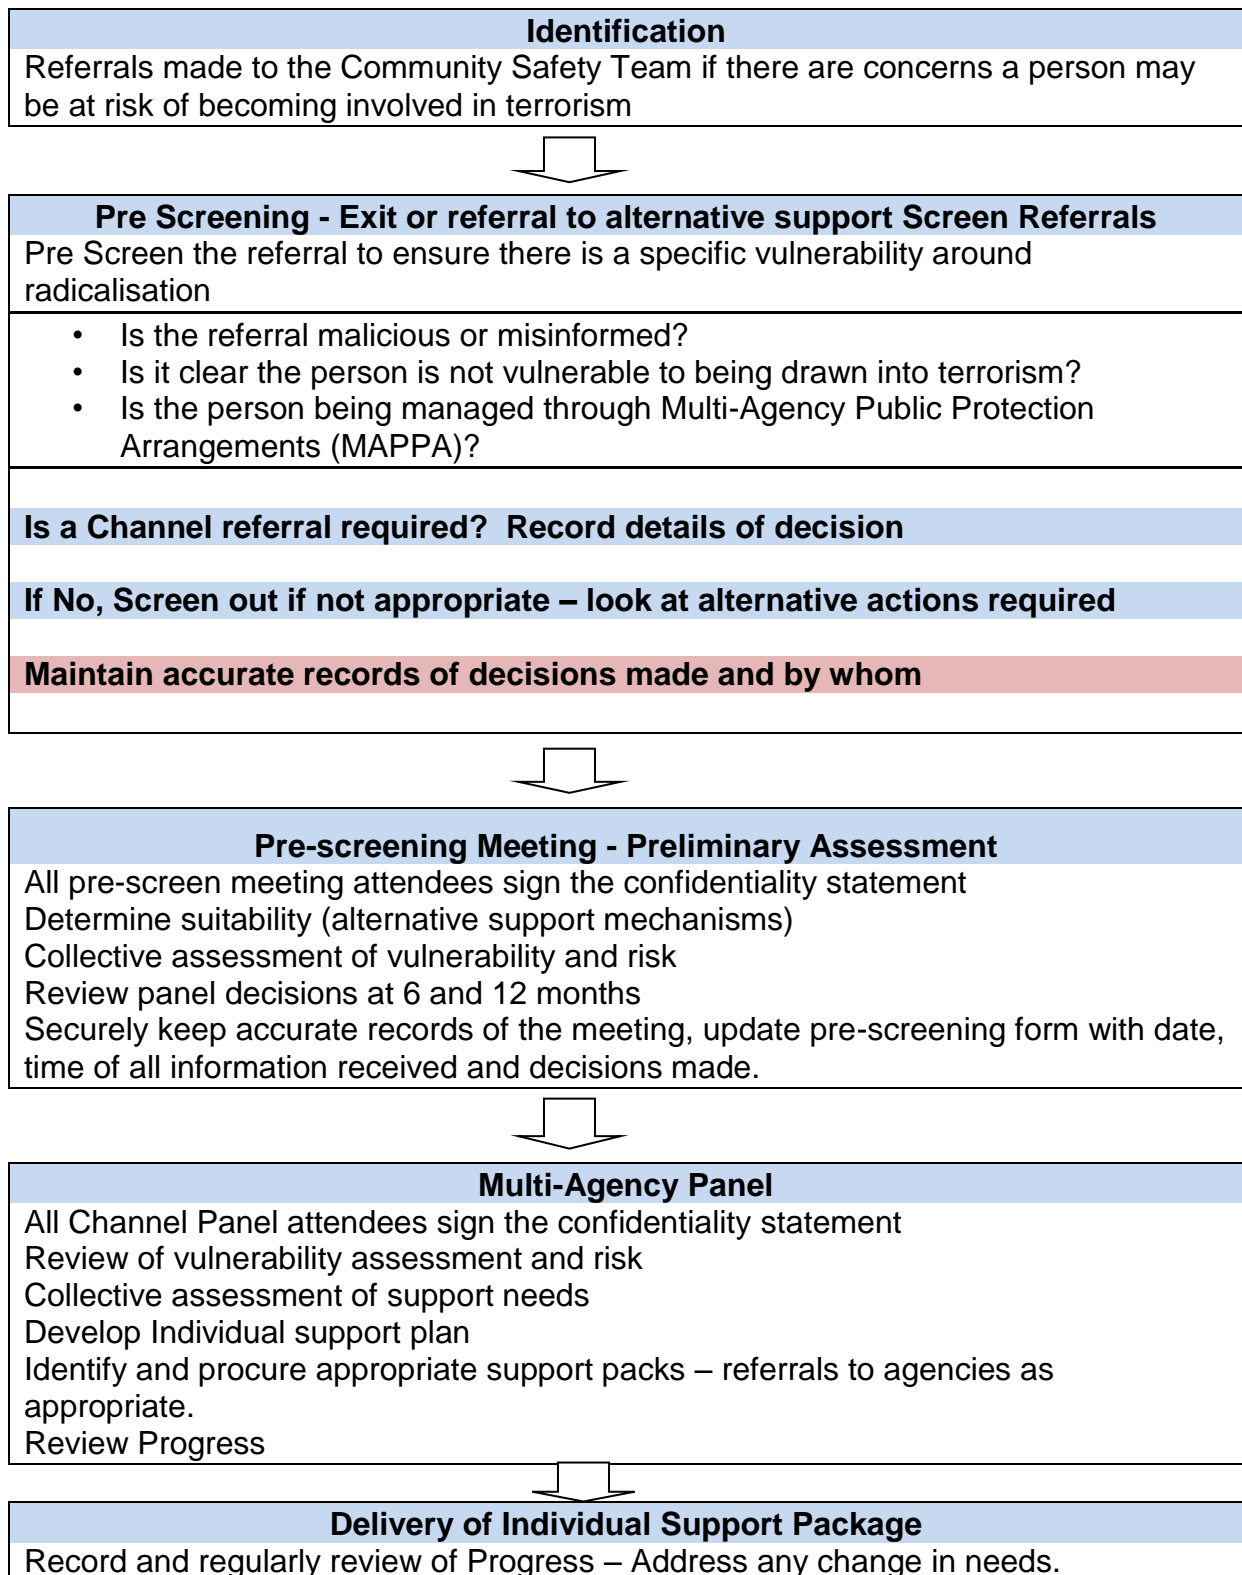 Identification
Referrals made to the Community Safety Team if there are concerns a person may
be at risk of becoming involved in terrorism
Pre Screening - Exit or referral to alternative support Screen Referrals
Pre Screen the referral to ensure there is a specific vulnerability around
radicalisation
• Is the referral malicious or misinformed?
• Is it clear the person is not vulnerable to being drawn into terrorism?
• Is the person being managed through Multi-Agency Public Protection
Arrangements (MAPPA)?
Is a Channel referral required?  Record details of decision
If No, Screen out if not appropriate – look at alternative actions required
Maintain accurate records of decisions made and by whom
Pre-screening Meeting - Preliminary Assessment
All pre-screen meeting attendees sign the confidentiality statement
Determine suitability (alternative support mechanisms)
Collective assessment of vulnerability and risk
Review panel decisions at 6 and 12 months
Securely keep accurate records of the meeting, update pre-screening form with date,
time of all information received and decisions made.
Multi-Agency Panel
All Channel Panel attendees sign the confidentiality statement
Review of vulnerability assessment and risk
Collective assessment of support needs
Develop Individual support plan
Identify and procure appropriate support packs – referrals to agencies as
appropriate.
Review Progress
Delivery of Individual Support Package
Record and regularly review of Progress – Address any change in needs.